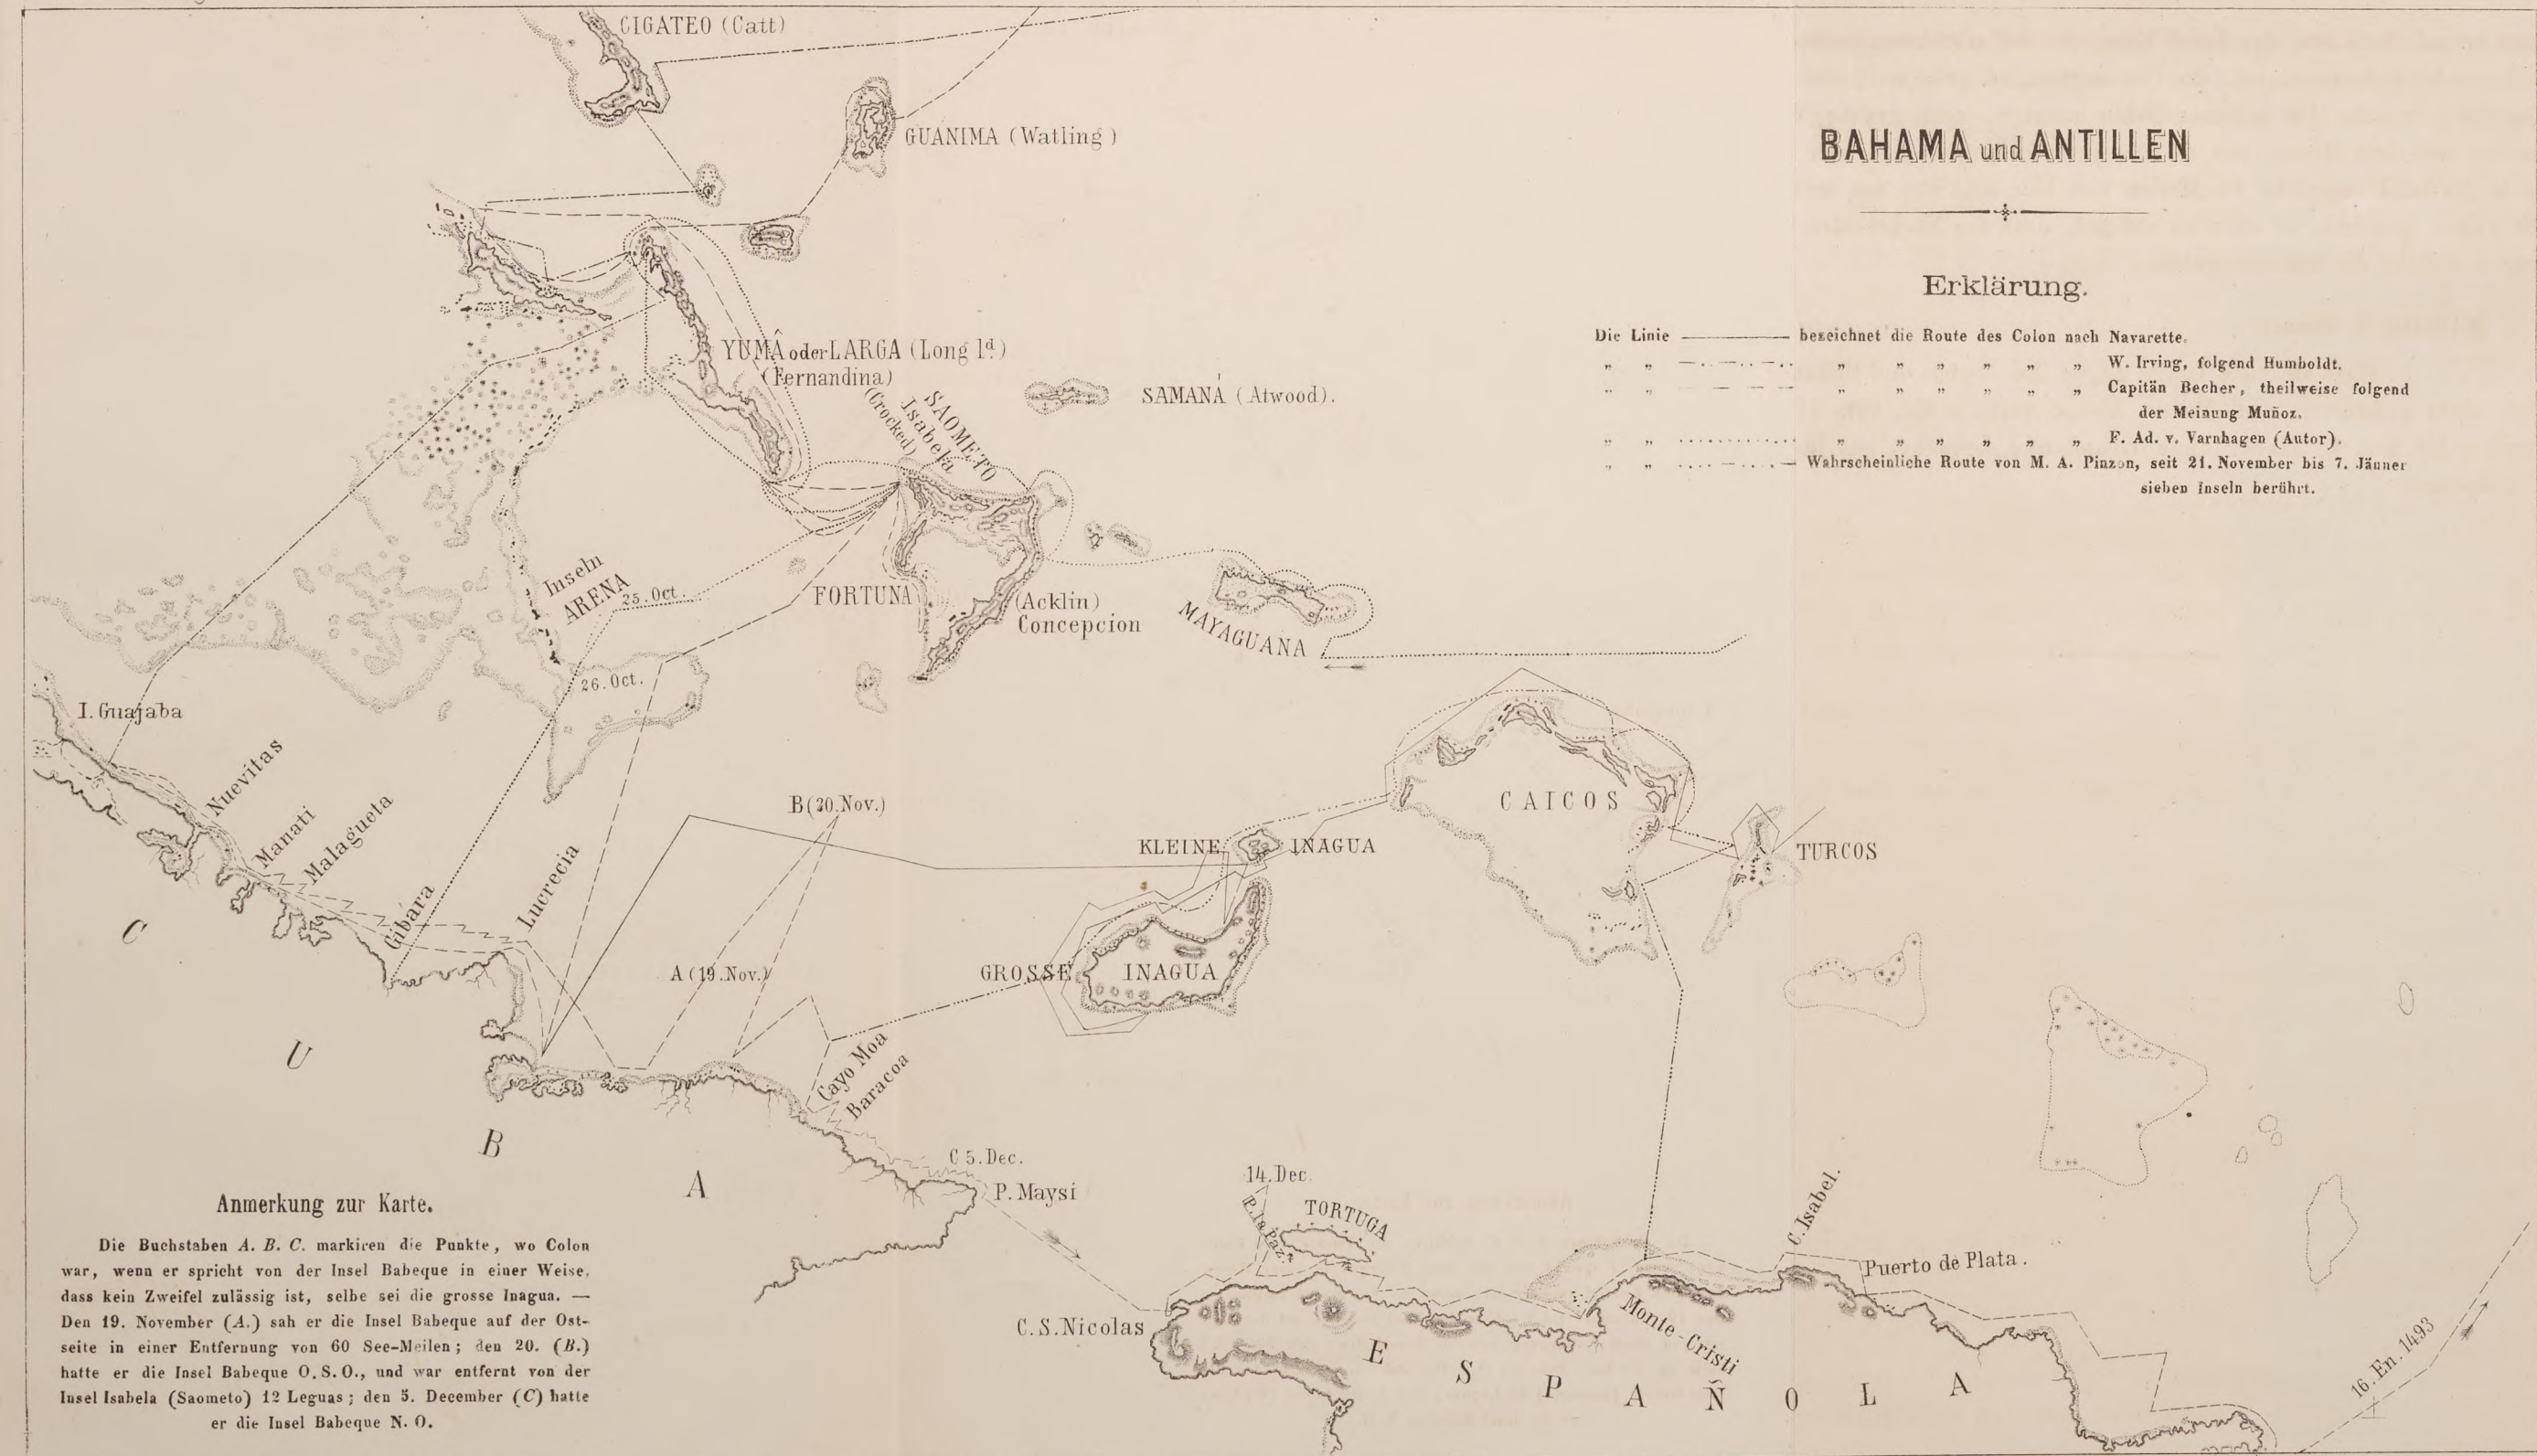 CIGATEO (Catt)
GUANIMA (Watling)
BAHAMA und ANTILLEN
Erklärung.
Die Linie ———— bezeichnet die Route des Colon nach Navarette.
„ „ —·—··—·· „ „ „ „ „ W. Irving, folgend Humboldt.
„ „ — — — „ „ „ „ „ Capitän Becher, theilweise folgend
der Meinung Muñoz.
„ „ ............ „ „ „ „ „ F. Ad. v. Varnhagen (Autor).
„ „ ....—....— Wahrscheinliche Route von M. A. Pinzon, seit 21. November bis 7. Jänner
sieben Inseln berührt.
YUMÂ oder LARGA (Long Id.)
(Fernandina)
SAOMETO
Isabela
(Crocked)
SAMANÁ (Atwood).
Inseln
ARENA
25. Oct.
FORTUNA
(Acklin)
Concepcion
MAYAGUANA
26. Oct.
I. Guajaba
Nuevitas
Manati
Malagueta
Gibara
Lucrecia
B (20. Nov.)
A (19. Nov.)
KLEINE INAGUA
GROSSE INAGUA
CAICOS
TURCOS
CUBA
Cayo Moa
Baracoa
C 5. Dec.
P. Maysi
14. Dec.
P. la Paz
TORTUGA
C. Isabel.
Puerto de Plata.
C. S. Nicolas
Monte-Cristi
ESPAÑOLA
16. En. 1493
Anmerkung zur Karte.
Die Buchstaben A. B. C. markiren die Punkte, wo Colon
war, wenn er spricht von der Insel Babeque in einer Weise,
dass kein Zweifel zulässig ist, selbe sei die grosse Inagua. —
Den 19. November (A.) sah er die Insel Babeque auf der Ost-
seite in einer Entfernung von 60 See-Meilen; den 20. (B.)
hatte er die Insel Babeque O. S. O., und war entfernt von der
Insel Isabela (Saometo) 12 Leguas; den 5. December (C) hatte
er die Insel Babeque N. O.